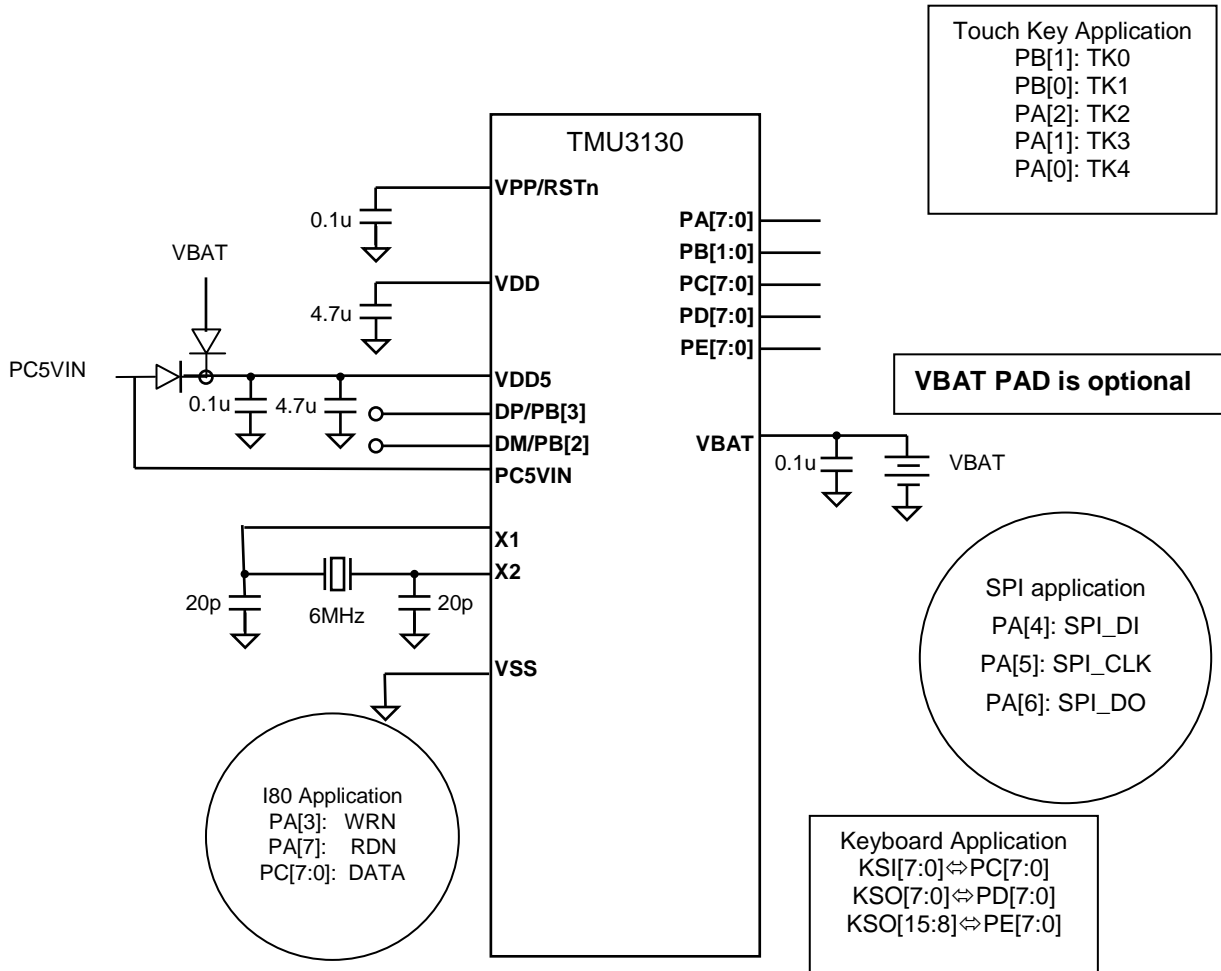 Touch Key Application
PB[1]: TK0
PB[0]: TK1
PA[2]: TK2
PA[1]: TK3
PA[0]: TK4
TMU3130
VPP/RSTn
0.1u
VBAT
VDD
4.7u
PC5VIN
VDD5
0.1u
4.7u
DP/PB[3]
DM/PB[2]
PC5VIN
X1
X2
20p
6MHz
20p
VSS
PA[7:0]
PB[1:0]
PC[7:0]
PD[7:0]
PE[7:0]
VBAT PAD is optional
VBAT
0.1u
VBAT
SPI application
PA[4]: SPI_DI
PA[5]: SPI_CLK
PA[6]: SPI_DO
I80 Application
PA[3]: WRN
PA[7]: RDN
PC[7:0]: DATA
Keyboard Application
KSI[7:0]⇔PC[7:0]
KSO[7:0]⇔PD[7:0]
KSO[15:8]⇔PE[7:0]